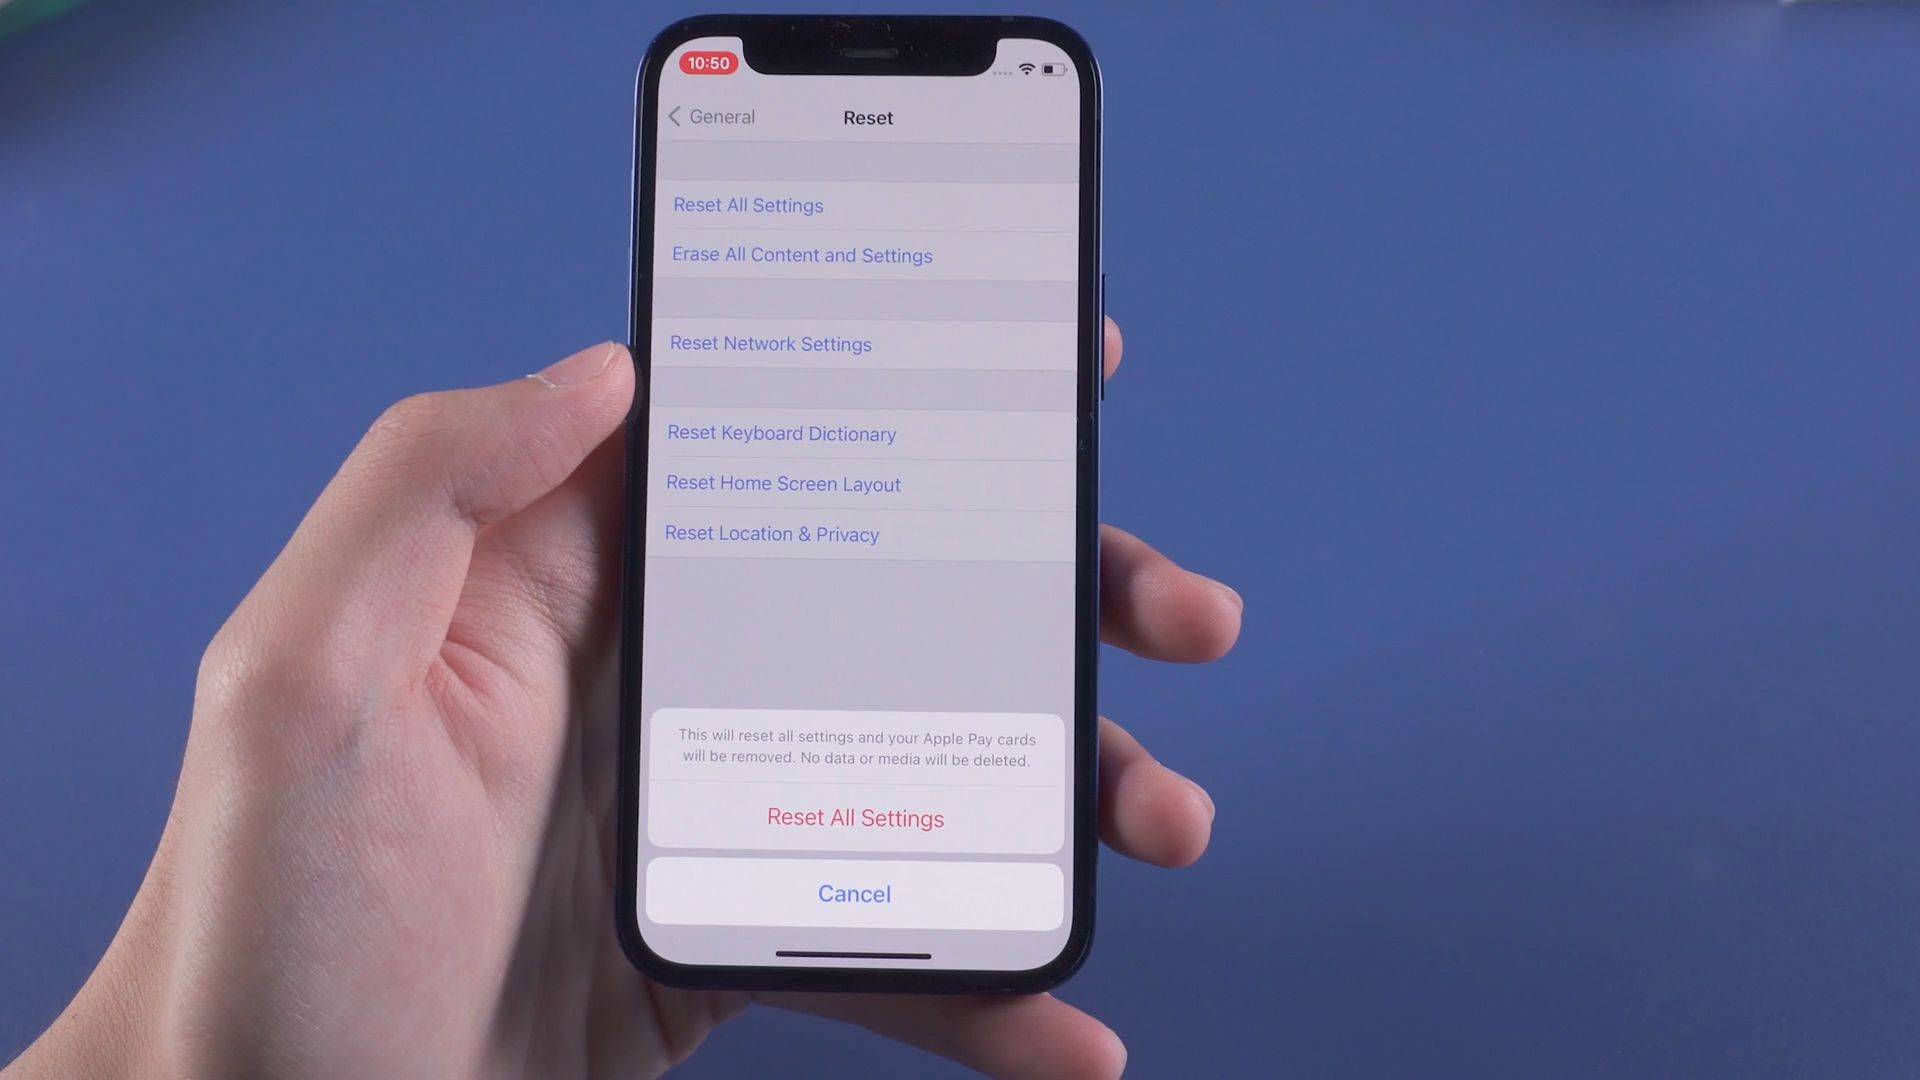 10:50
General
Reset
Reset All Settings
Erase All Content and Settings
Reset Network Settings
Reset Keyboard Dictionary
Reset Home Screen Layout
Reset Location & Privacy
This will reset all settings and your Apple Pay cards
will be removed. No data or media will be deleted.
Reset All Settings
Cancel